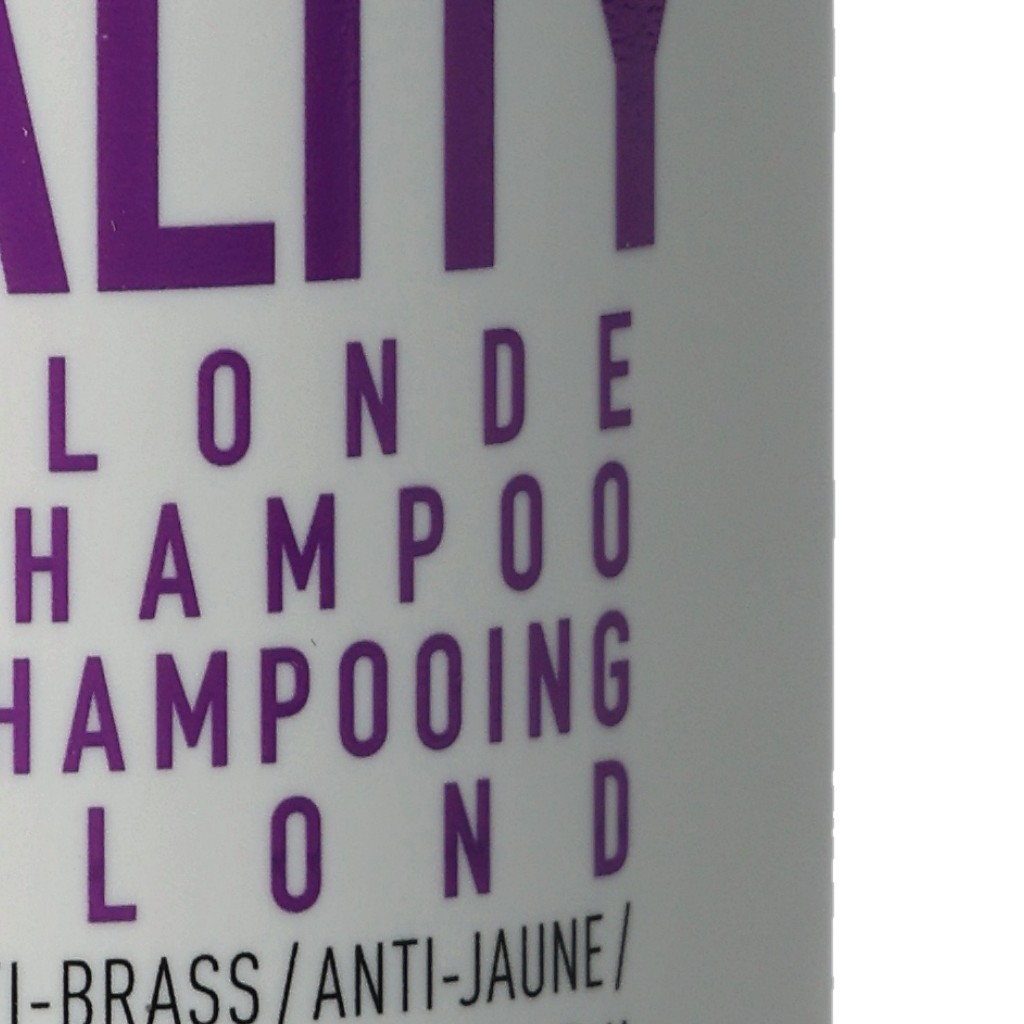 ALITY
LONDE
HAMPOO
HAMPOOING
LOND
I-BRASS/ANTI-JAUNE/